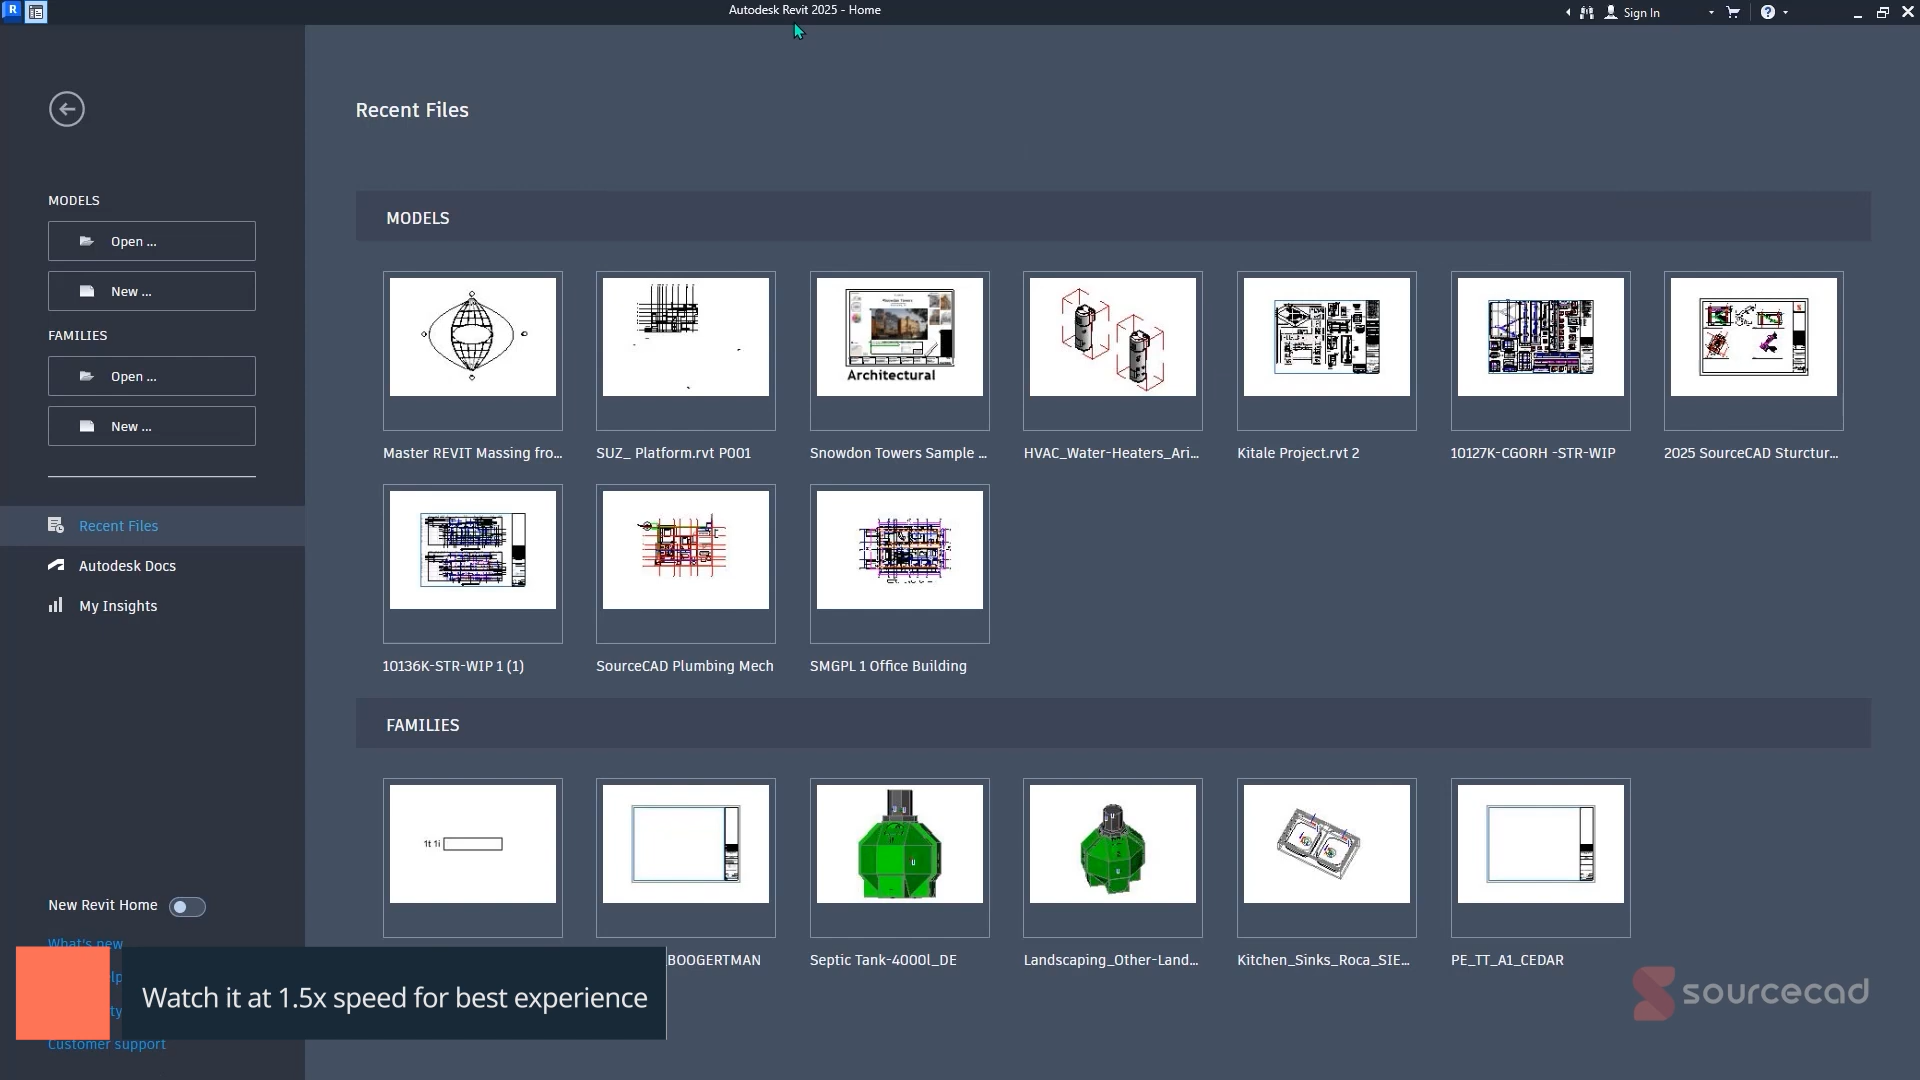 R
Autodesk Revit 2025 - Home
Sign In
Recent Files
MODELS
Open ...
New ...
FAMILIES
Open ...
New ...
Recent Files
Autodesk Docs
My Insights
New Revit Home
What's new
Customer support
MODELS
Architectural
Master REVIT Massing fro...
SUZ_ Platform.rvt P001
Snowdon Towers Sample ...
HVAC_Water-Heaters_Ari...
Kitale Project.rvt 2
10127K-CGORH -STR-WIP
2025 SourceCAD Sturctur...
10136K-STR-WIP 1 (1)
SourceCAD Plumbing Mech
SMGPL 1 Office Building
FAMILIES
1t 1i
BOOGERTMAN
Septic Tank-4000l_DE
Landscaping_Other-Land...
Kitchen_Sinks_Roca_SIE...
PE_TT_A1_CEDAR
Watch it at 1.5x speed for best experience
sourcecad